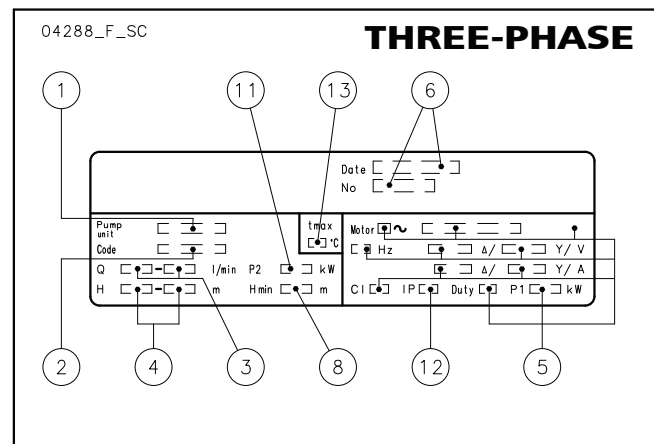 04288_F_SC THREE-PHASE
1 11 13 6
Date
No
Pump unit tmax Motor ~
Code °C Hz Δ/ Y/ V
Q - l/min P2 kW Δ/ Y/ A
H - m Hmin m Cl IP Duty P1 kW
2 4 3 8 12 5